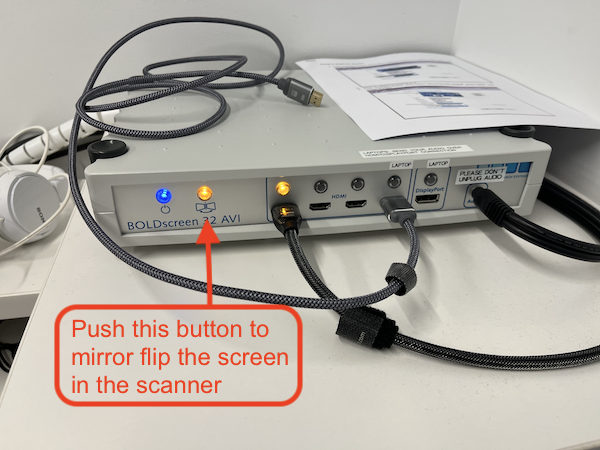 LAPTOP
LAPTOP
HDMI
DisplayPort
PLEASE DON'T
UNPLUG AUDIO
BOLDscreen 32 AVI
Push this button to
mirror flip the screen
in the scanner